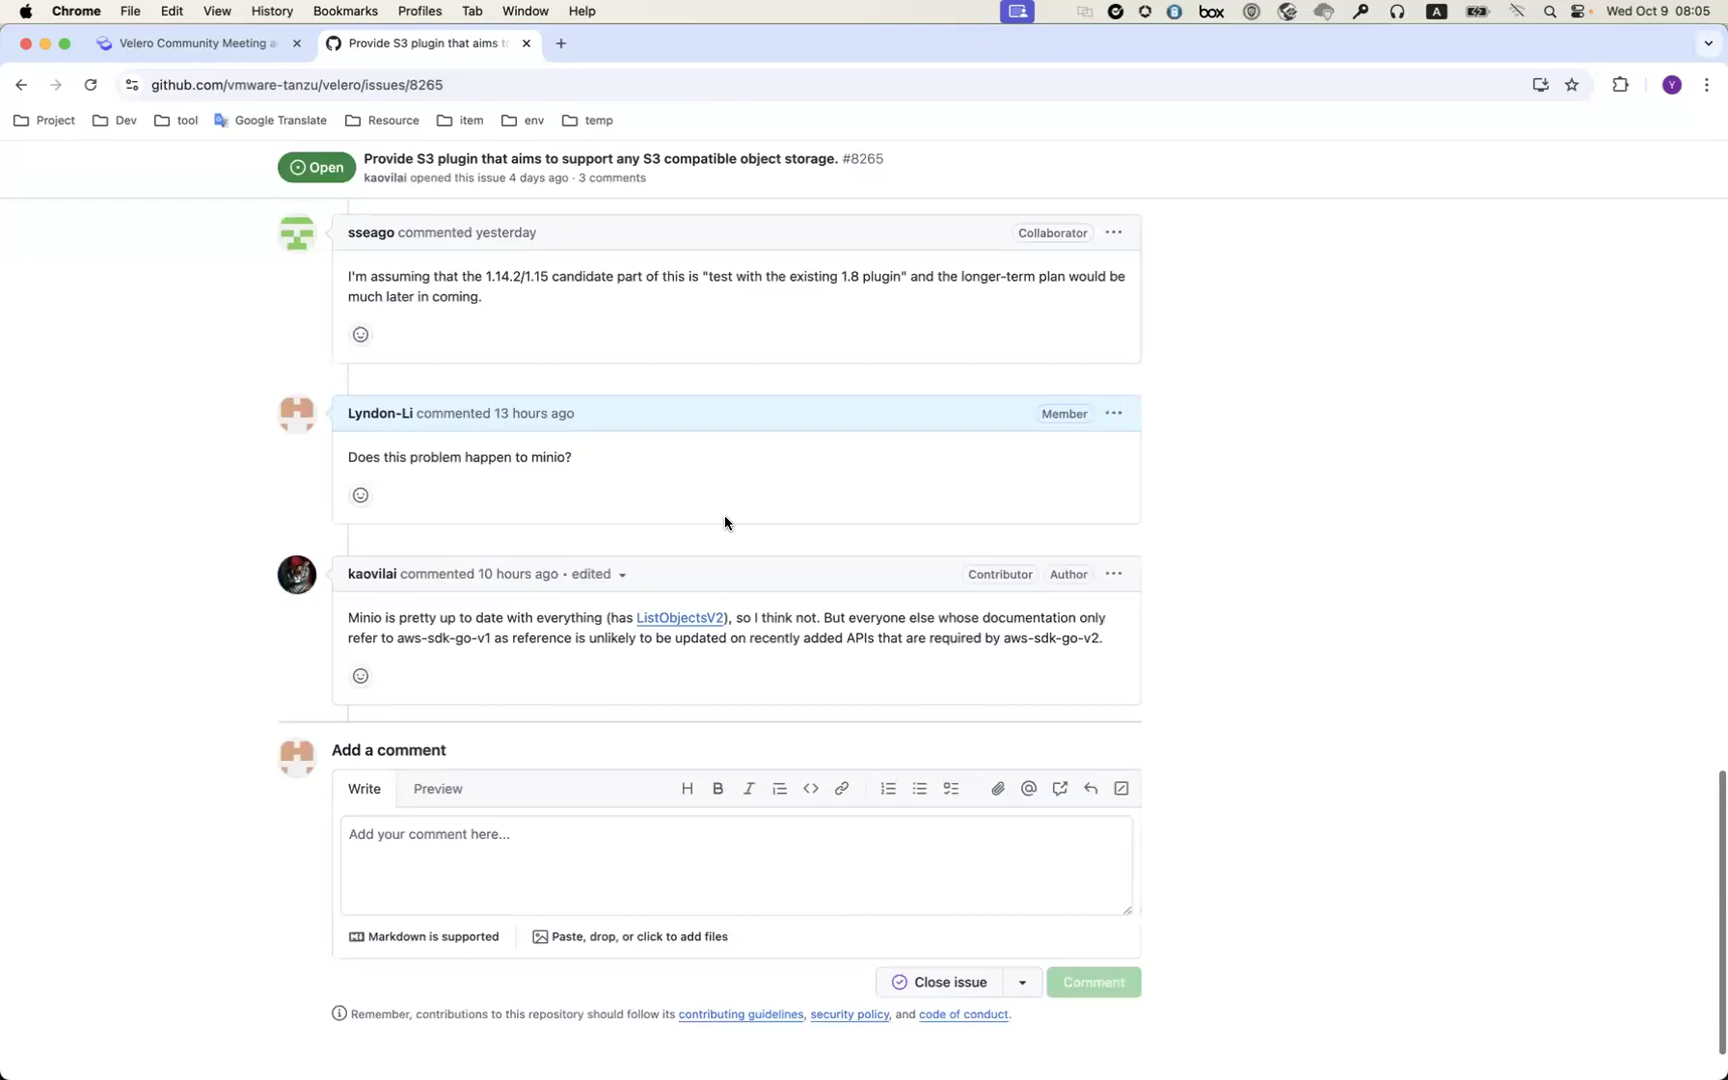 Chrome File Edit View History Bookmarks Profiles Tab Window Help box A Wed Oct 9 08:05
Velero Community Meeting a
Provide S3 plugin that aims to
github.com/vmware-tanzu/velero/issues/8265
Y
Project Dev tool Google Translate Resource item env temp
Open
Provide S3 plugin that aims to support any S3 compatible object storage. #8265
kaovilai opened this issue 4 days ago · 3 comments
sseago commented yesterday
Collaborator
I'm assuming that the 1.14.2/1.15 candidate part of this is "test with the existing 1.8 plugin" and the longer-term plan would be
much later in coming.
Lyndon-Li commented 13 hours ago
Member
Does this problem happen to minio?
kaovilai commented 10 hours ago • edited
Contributor Author
Minio is pretty up to date with everything (has ListObjectsV2), so I think not. But everyone else whose documentation only
refer to aws-sdk-go-v1 as reference is unlikely to be updated on recently added APIs that are required by aws-sdk-go-v2.
Add a comment
Write Preview
Add your comment here...
Markdown is supported
Paste, drop, or click to add files
Close issue
Comment
Remember, contributions to this repository should follow its contributing guidelines, security policy, and code of conduct.